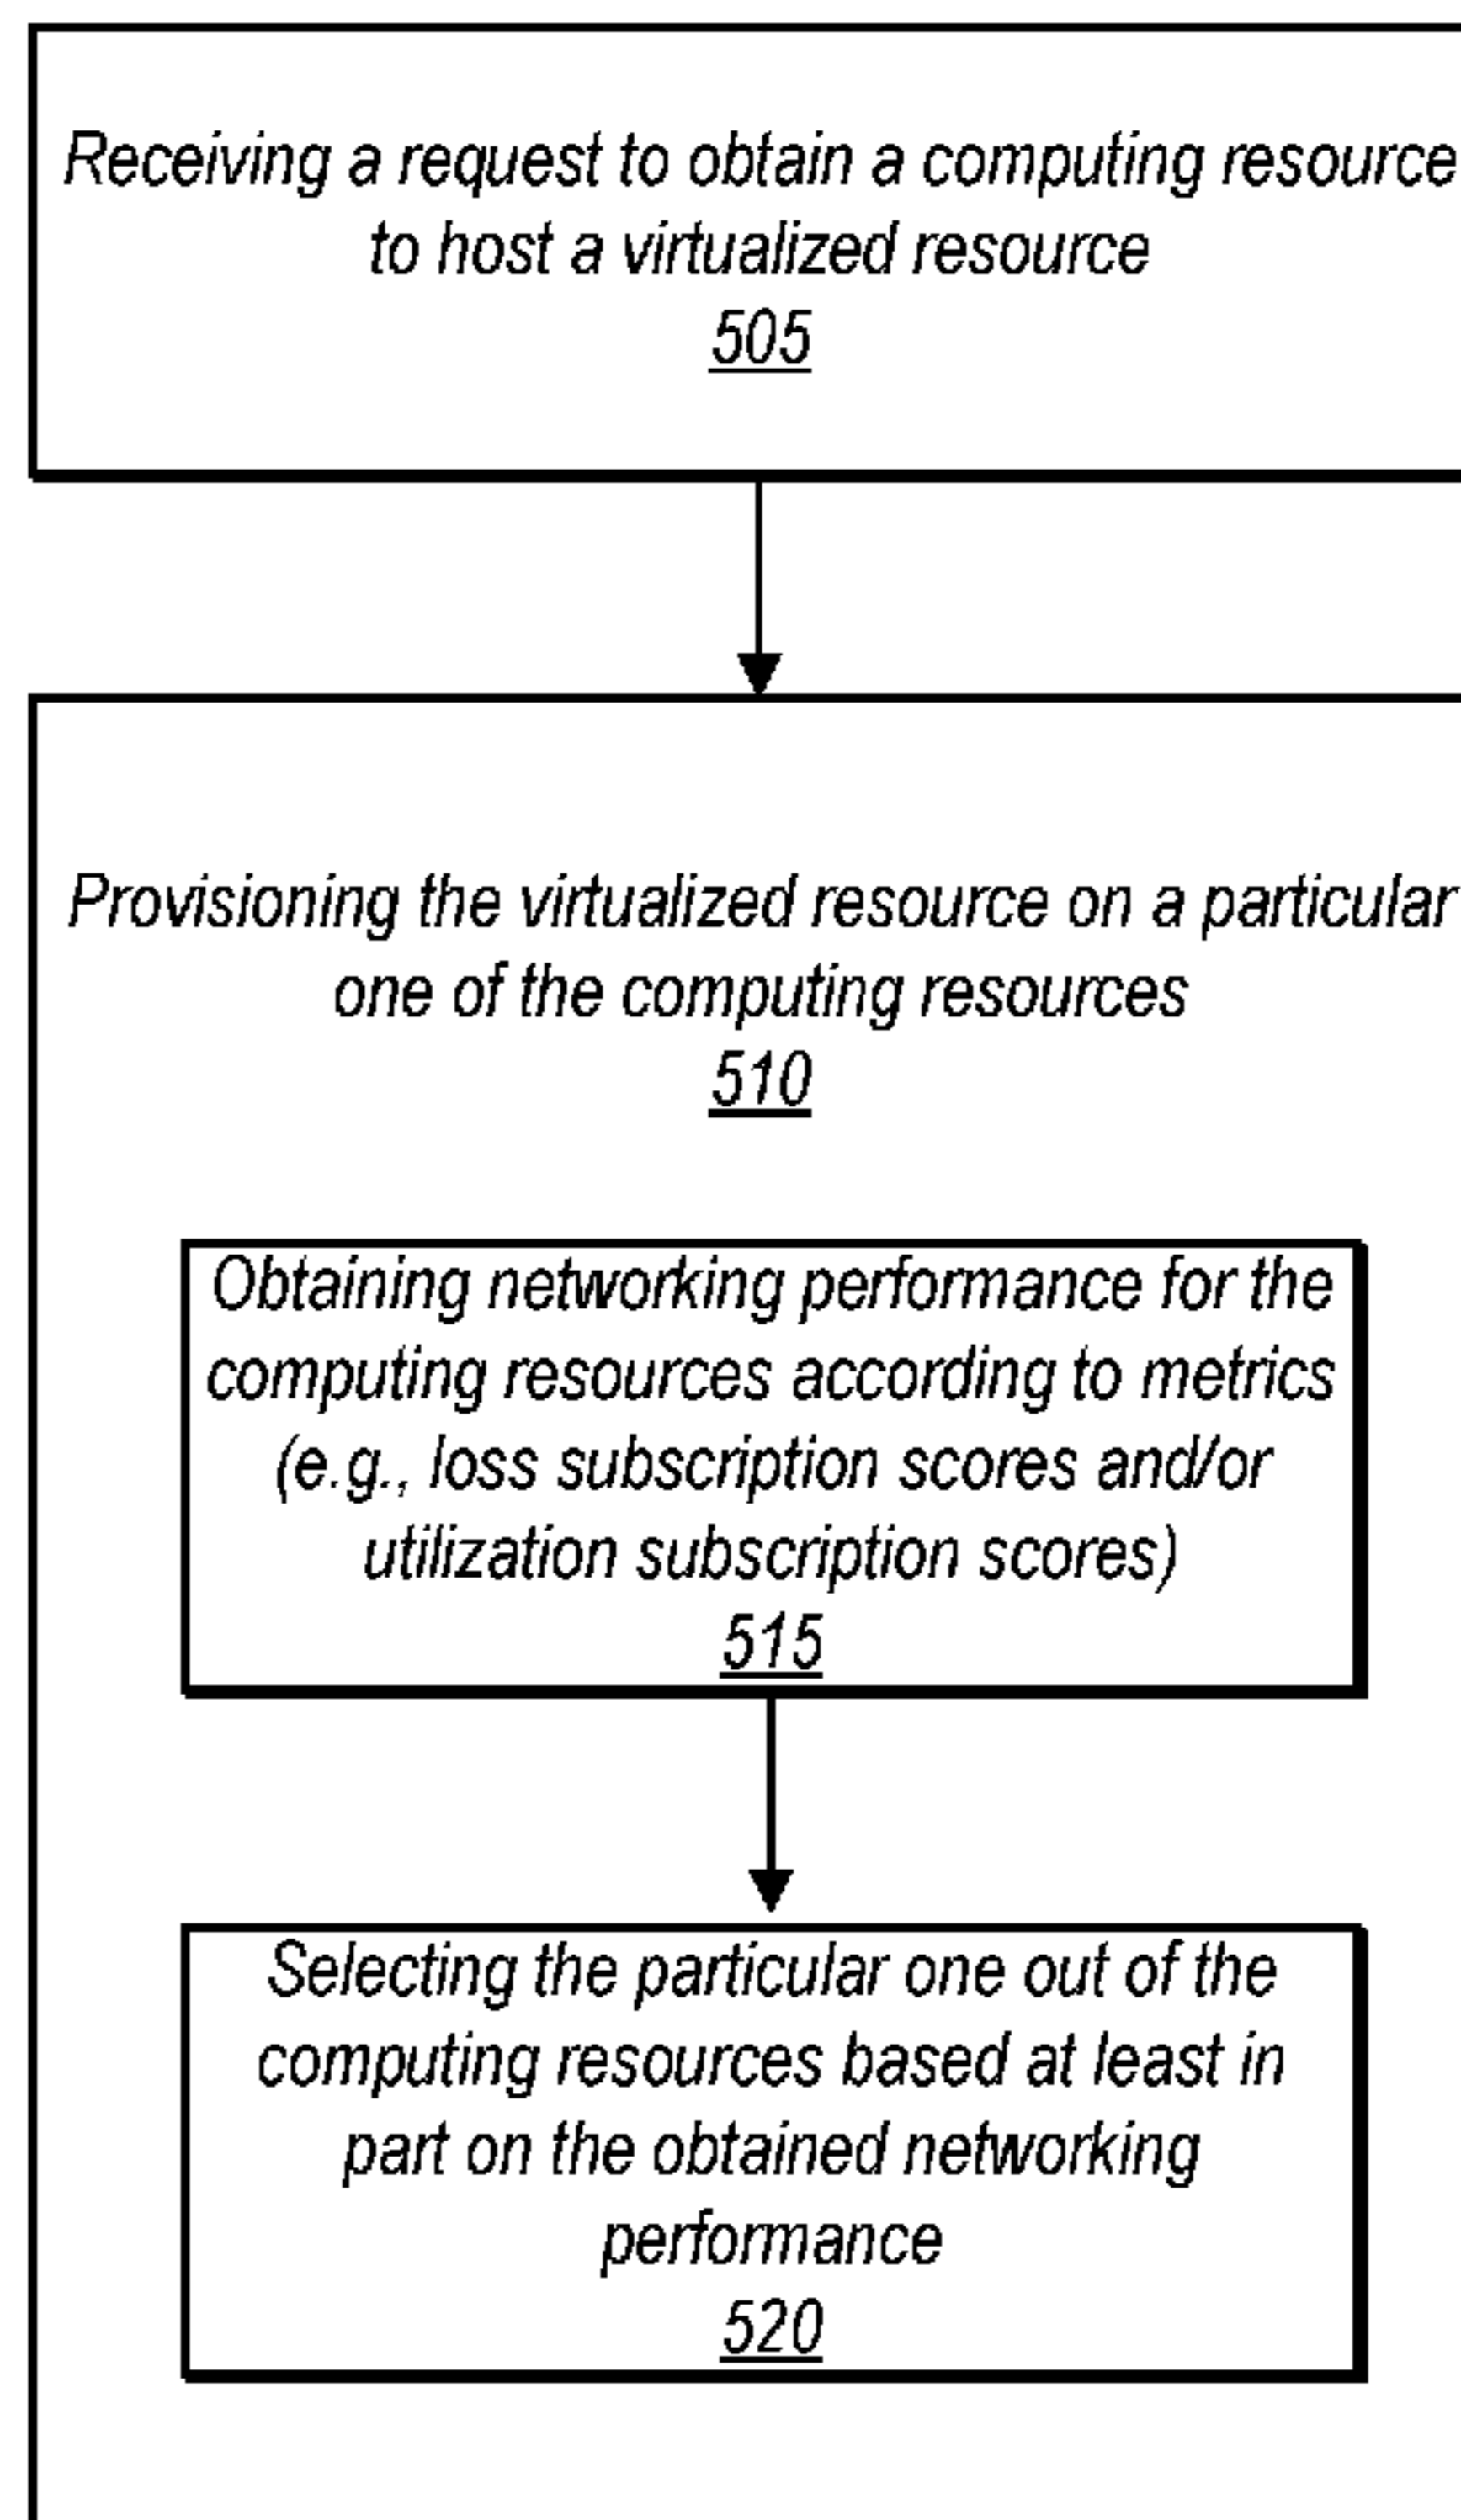 Receiving a request to obtain a computing resource
to host a virtualized resource
505
Provisioning the virtualized resource on a particular
one of the computing resources
510
Obtaining networking performance for the
computing resources according to metrics
(e.g., loss subscription scores and/or
utilization subscription scores)
515
Selecting the particular one out of the
computing resources based at least in
part on the obtained networking
performance
520